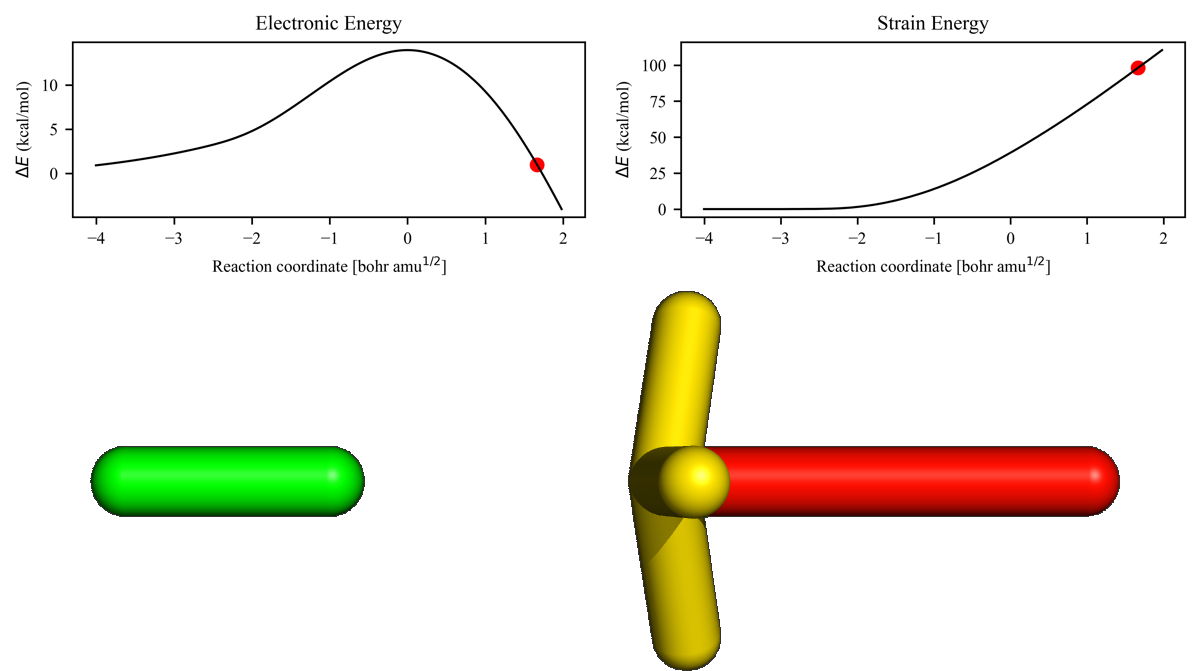 Electronic Energy
ΔE (kcal/mol)
10
5
0
−4 −3 −2 −1 0 1 2
Reaction coordinate [bohr amu¹/²]
Strain Energy
ΔE (kcal/mol)
100
75
50
25
0
−4 −3 −2 −1 0 1 2
Reaction coordinate [bohr amu¹/²]